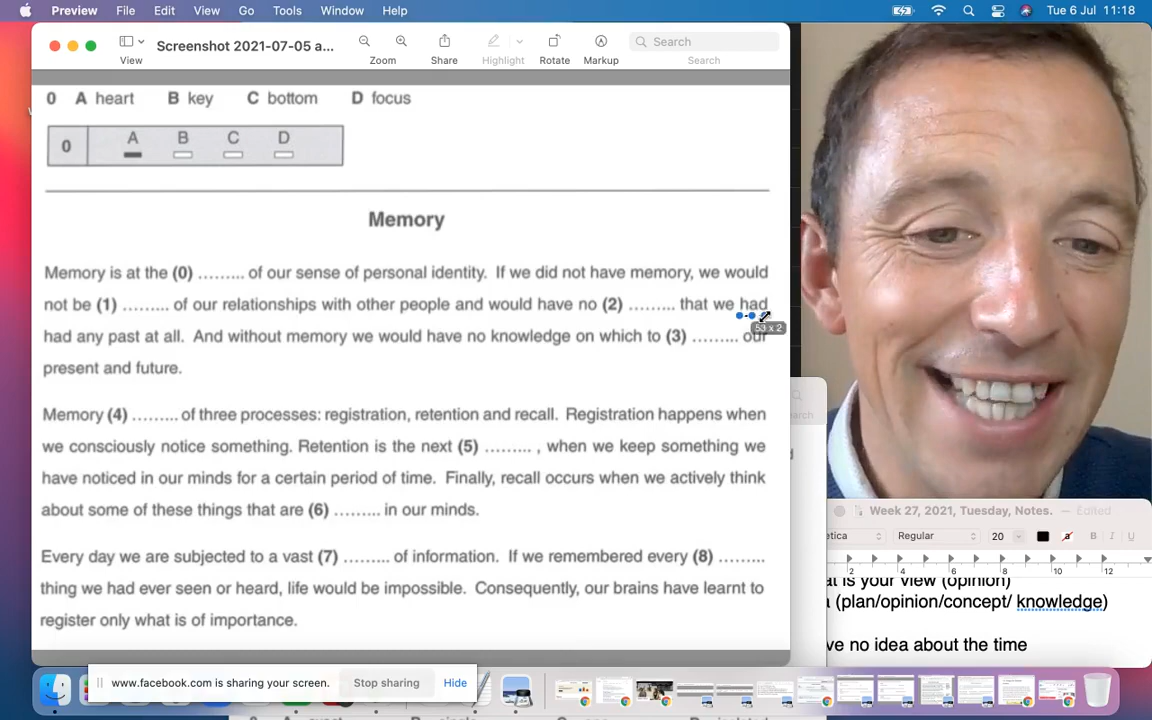 Preview File Edit View Go Tools Window Help Tue 6 Jul 11:18
Screenshot 2021-07-05 a...
Search
View Zoom Share Highlight Rotate Markup Search
0 A heart B key C bottom D focus
A B C D
0
Memory
Memory is at the (0) ......... of our sense of personal identity. If we did not have memory, we would
not be (1) ......... of our relationships with other people and would have no (2) ......... that we had
53 x 2
had any past at all. And without memory we would have no knowledge on which to (3) ......... our
present and future.
Memory (4) ......... of three processes: registration, retention and recall. Registration happens when
we consciously notice something. Retention is the next (5) ......... , when we keep something we
have noticed in our minds for a certain period of time. Finally, recall occurs when we actively think
about some of these things that are (6) ......... in our minds.
Every day we are subjected to a vast (7) ......... of information. If we remembered every (8) .........
thing we had ever seen or heard, life would be impossible. Consequently, our brains have learnt to
register only what is of importance.
Week 27, 2021, Tuesday, Notes. — Edited
etica Regular 20 B I U
2 4 6 8 10 12
at is your view (opinion)
(plan/opinion/concept/ knowledge)
ve no idea about the time
www.facebook.com is sharing your screen. Stop sharing Hide